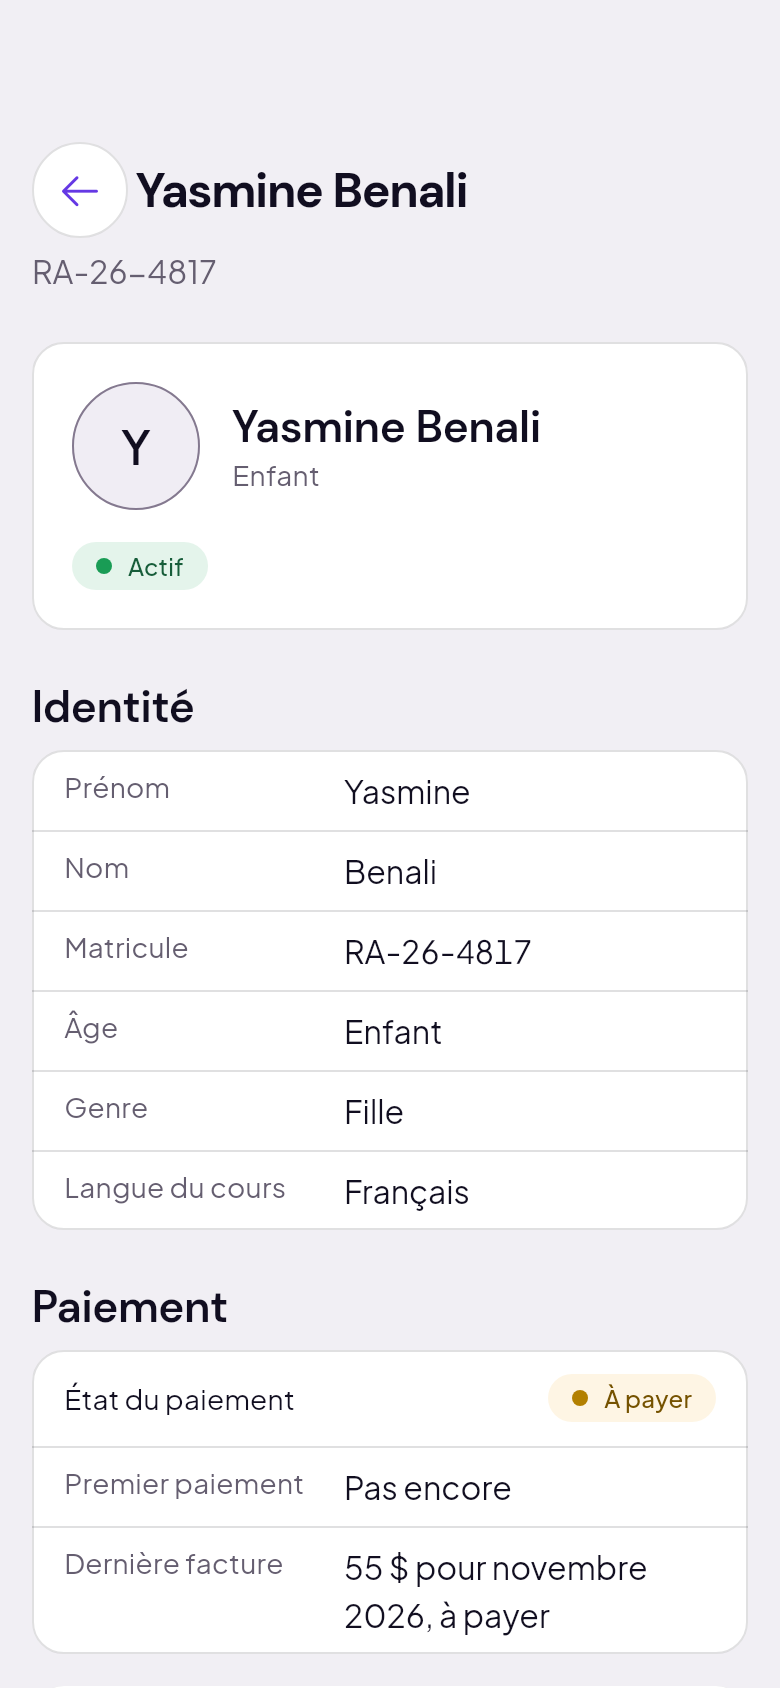 Yasmine Benali
RA-26–4817
Y
Yasmine Benali
Enfant
Actif
Identité
Prénom Yasmine
Nom Benali
Matricule RA-26-4817
Âge Enfant
Genre Fille
Langue du cours Français
Paiement
État du paiement À payer
Premier paiement Pas encore
Dernière facture 55 $ pour novembre
2026, à payer